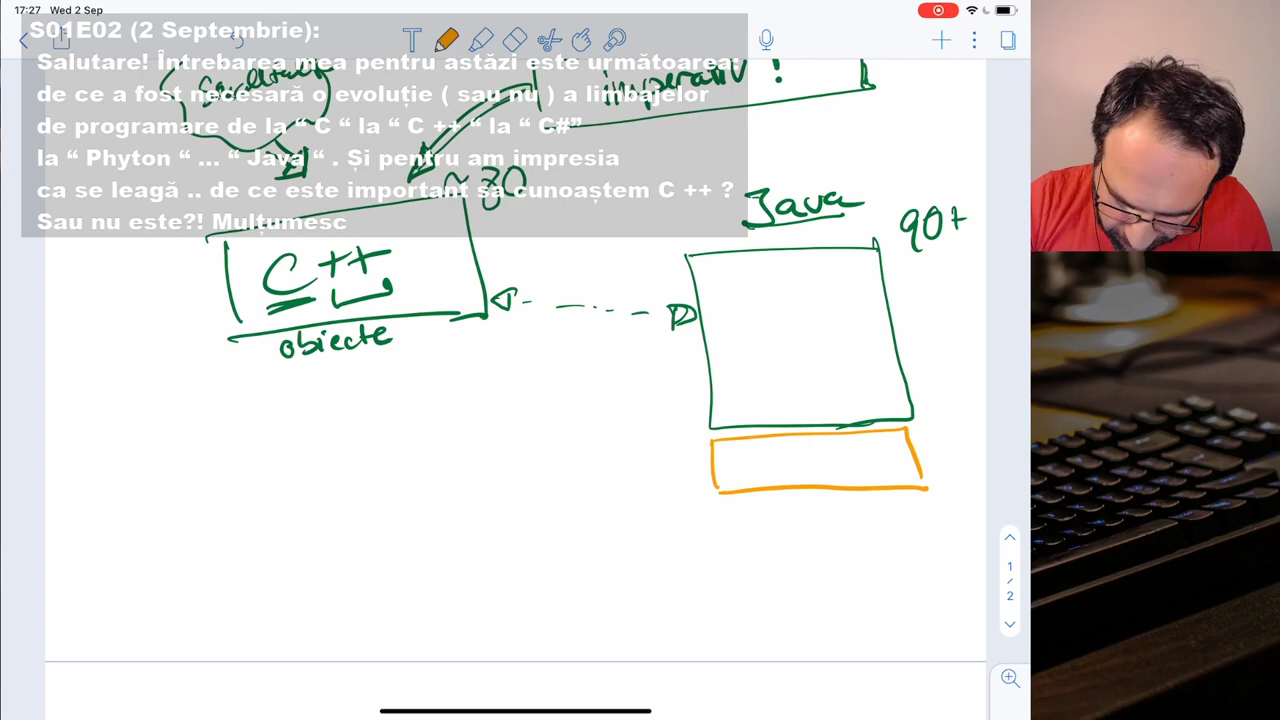 17:27 Wed 2 Sep
S01E02 (2 Septembrie):
Salutare! Întrebarea mea pentru astăzi este următoarea:
de ce a fost necesară o evoluție ( sau nu ) a limbajelor
de programare de la “ C “ la “ C ++ “ la “ C#”
la “ Phyton “ ... “ Java “ . Și pentru am impresia
ca se leagă .. de ce este important sa cunoaștem C ++ ?
Sau nu este?! Mulțumesc
imperativ !
~ 80
Java
90+
C++
obiecte
1
/
2